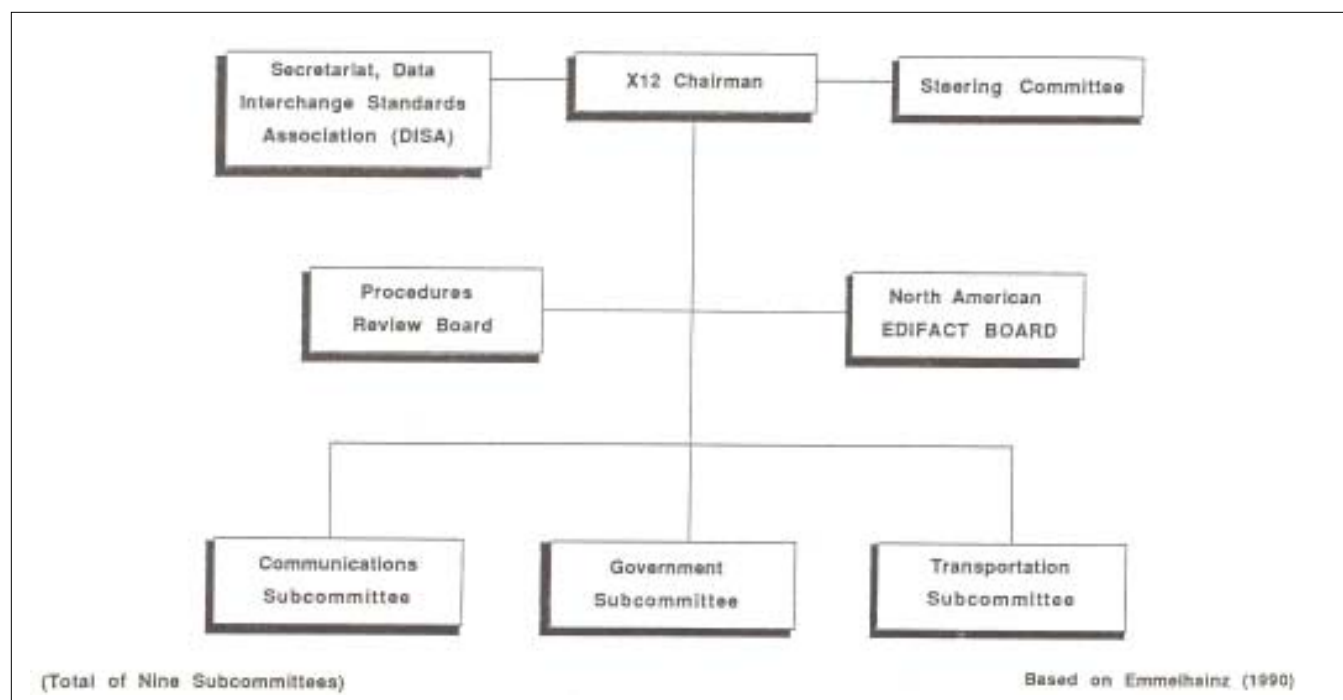 Secretariat, Data
Interchange Standards
Association (DISA)
X12 Chairman
Steering Committee
Procedures
Review Board
North American
EDIFACT BOARD
Communications
Subcommittee
Government
Subcommittee
Transportation
Subcommittee
(Total of Nine Subcommittees)
Based on Emmelhainz (1990)